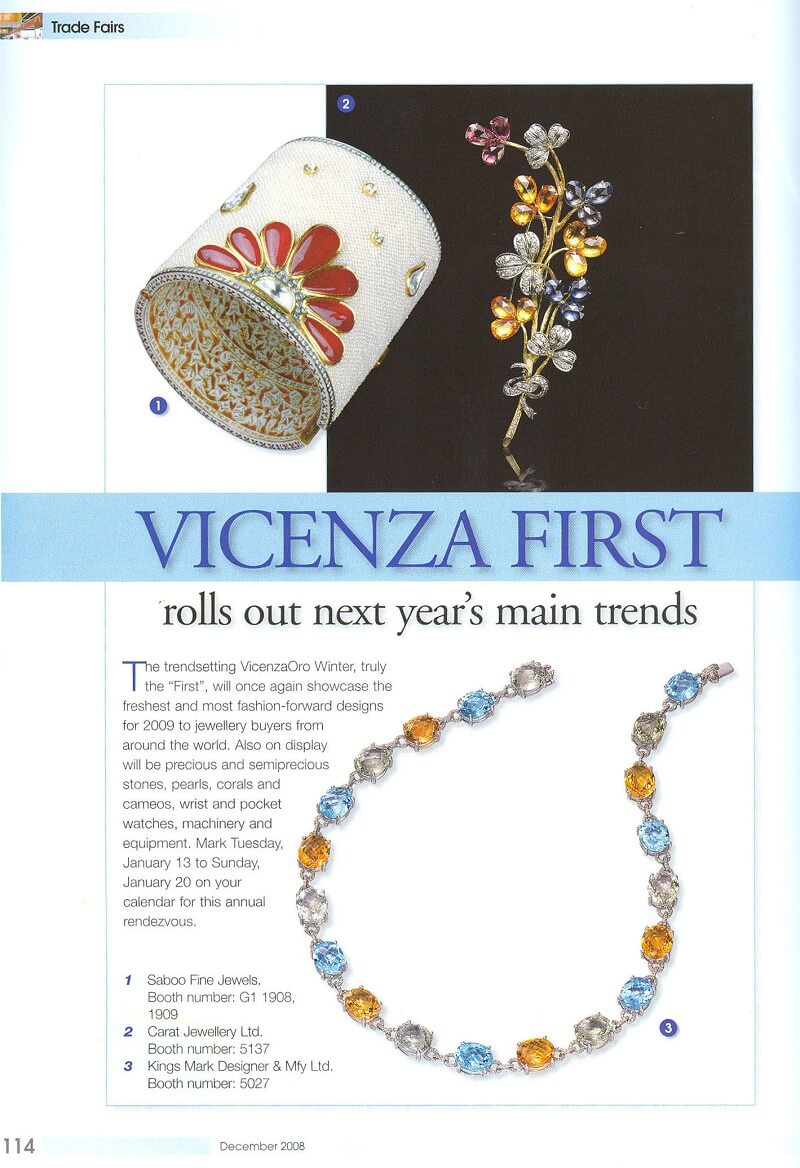 Trade Fairs
2
1
VICENZA FIRST
rolls out next year's main trends
The trendsetting VicenzaOro Winter, truly
the “First”, will once again showcase the
freshest and most fashion-forward designs
for 2009 to jewellery buyers from
around the world. Also on display
will be precious and semiprecious
stones, pearls, corals and
cameos, wrist and pocket
watches, machinery and
equipment. Mark Tuesday,
January 13 to Sunday,
January 20 on your
calendar for this annual
rendezvous.
1 Saboo Fine Jewels.
Booth number: G1 1908,
1909
2 Carat Jewellery Ltd.
Booth number: 5137
3 Kings Mark Designer & Mfy Ltd.
Booth number: 5027
3
114
December 2008